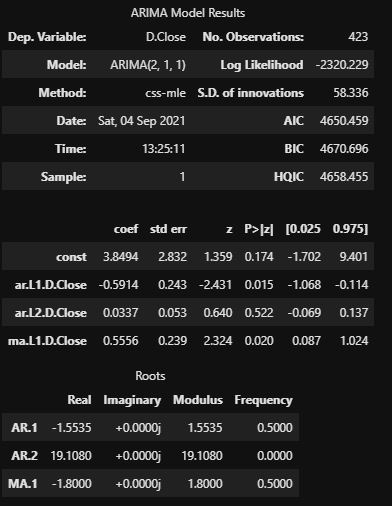 ARIMA Model Results
Dep. Variable: D.Close No. Observations: 423
Model: ARIMA(2, 1, 1) Log Likelihood -2320.229
Method: css-mle S.D. of innovations 58.336
Date: Sat, 04 Sep 2021 AIC 4650.459
Time: 13:25:11 BIC 4670.696
Sample: 1 HQIC 4658.455
coef std err z P>|z| [0.025 0.975]
const 3.8494 2.832 1.359 0.174 -1.702 9.401
ar.L1.D.Close -0.5914 0.243 -2.431 0.015 -1.068 -0.114
ar.L2.D.Close 0.0337 0.053 0.640 0.522 -0.069 0.137
ma.L1.D.Close 0.5556 0.239 2.324 0.020 0.087 1.024
Roots
Real Imaginary Modulus Frequency
AR.1 -1.5535 +0.0000j 1.5535 0.5000
AR.2 19.1080 +0.0000j 19.1080 0.0000
MA.1 -1.8000 +0.0000j 1.8000 0.5000